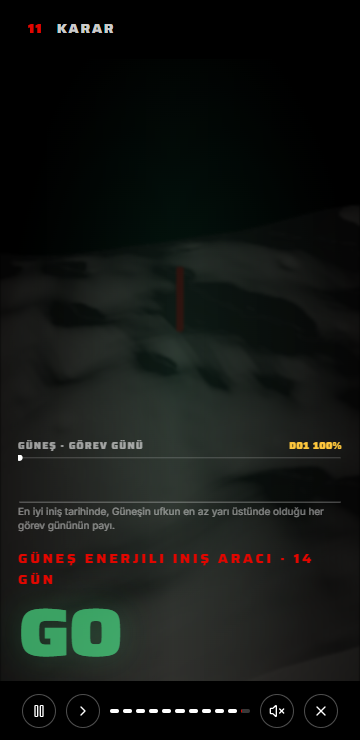 11 KARAR
GÜNEŞ - GÖREV GÜNÜ D01 100%
En iyi iniş tarihinde, Güneşin ufkun en az yarı üstünde olduğu her
görev gününün payı.
GÜNEŞ ENERJILI INIŞ ARACI - 14
GÜN
GO